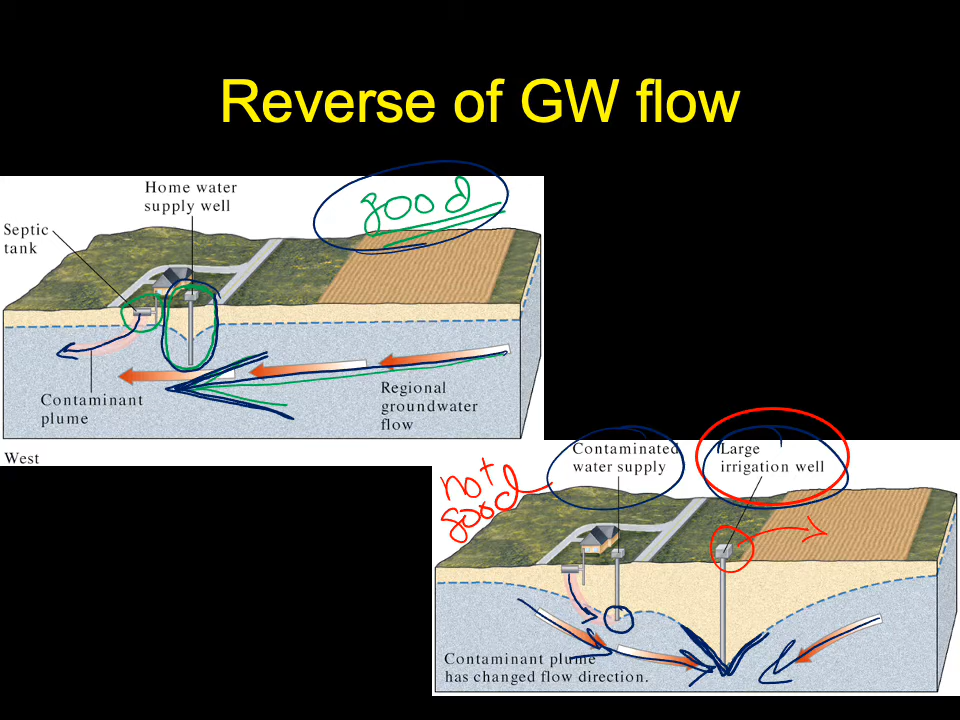 Reverse of GW flow
Home water
supply well
good
Septic
tank
Contaminant
plume
Regional
groundwater
flow
West
not
good
Contaminated
water supply
Large
irrigation well
Contaminant plume
has changed flow direction.